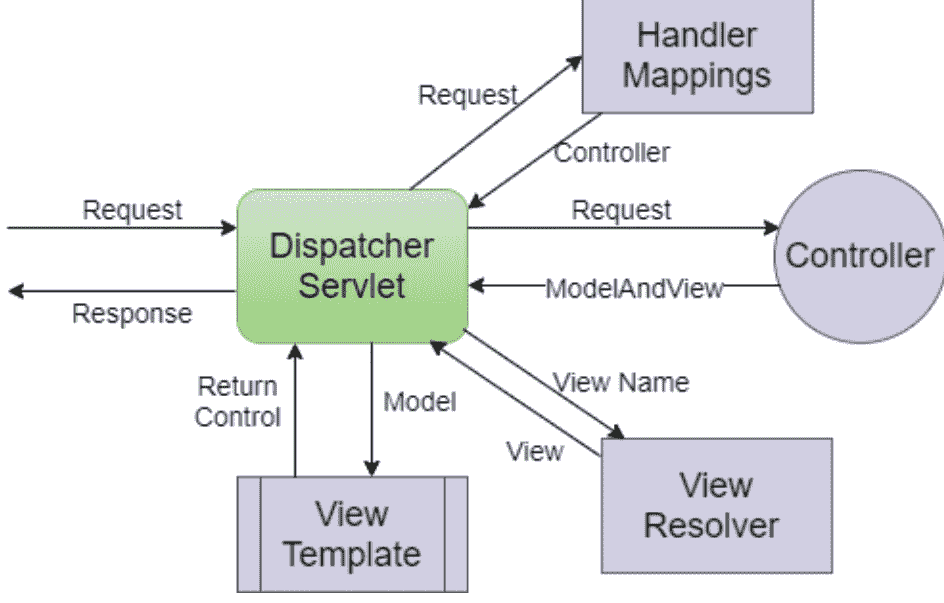 Handler
Mappings
Request
Controller
Request
Dispatcher
Servlet
Request
Controller
ModelAndView
Response
Return
Control
Model
View Name
View
View
Template
View
Resolver